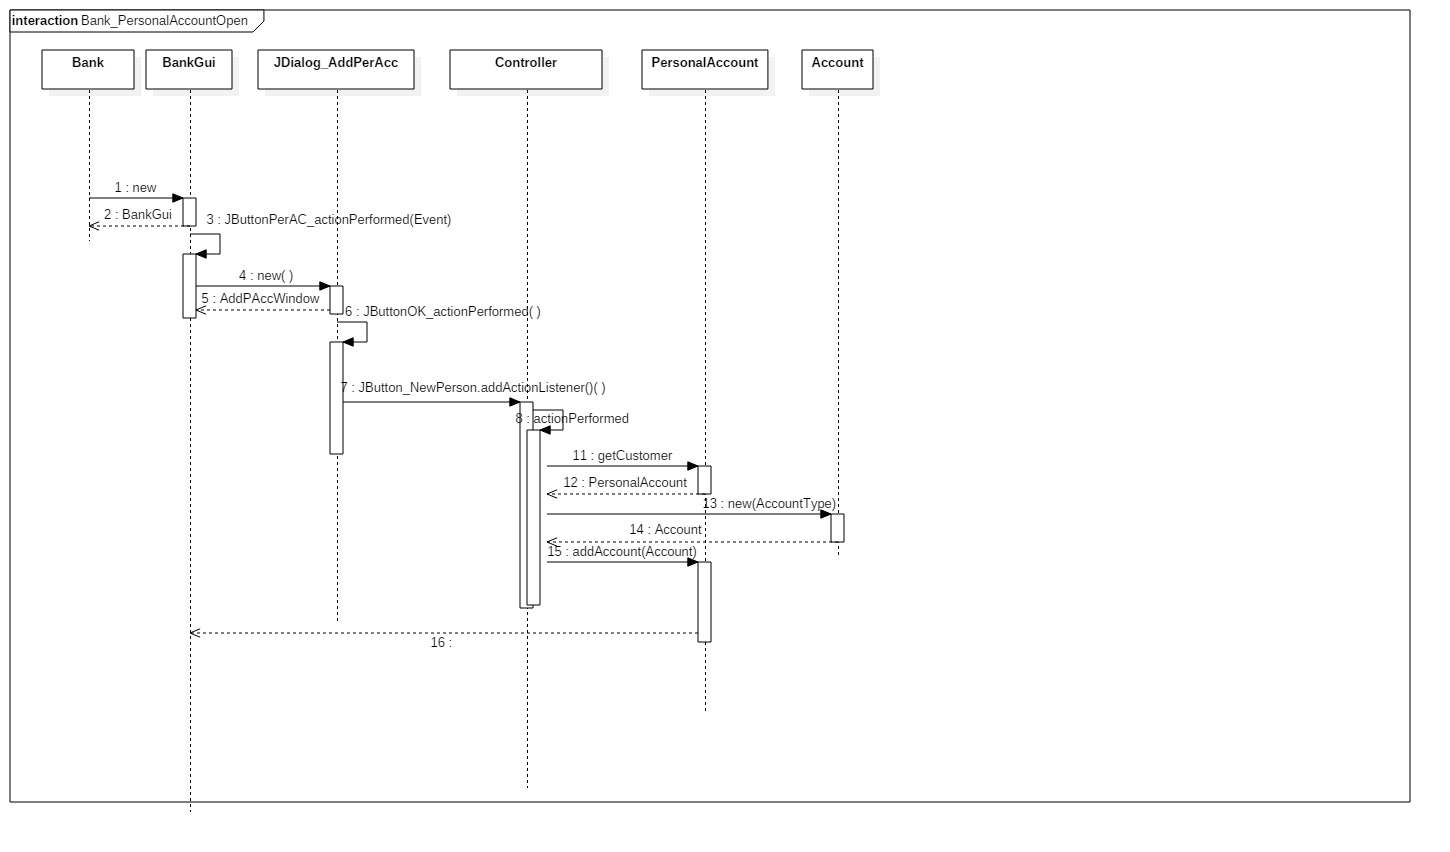 interaction Bank_PersonalAccountOpen
Bank
BankGui
JDialog_AddPerAcc
Controller
PersonalAccount
Account
1 : new
2 : BankGui
3 : JButtonPerAC_actionPerformed(Event)
4 : new( )
5 : AddPAccWindow
6 : JButtonOK_actionPerformed( )
7 : JButton_NewPerson.addActionListener()( )
8 : actionPerformed
11 : getCustomer
12 : PersonalAccount
13 : new(AccountType)
14 : Account
15 : addAccount(Account)
16 :